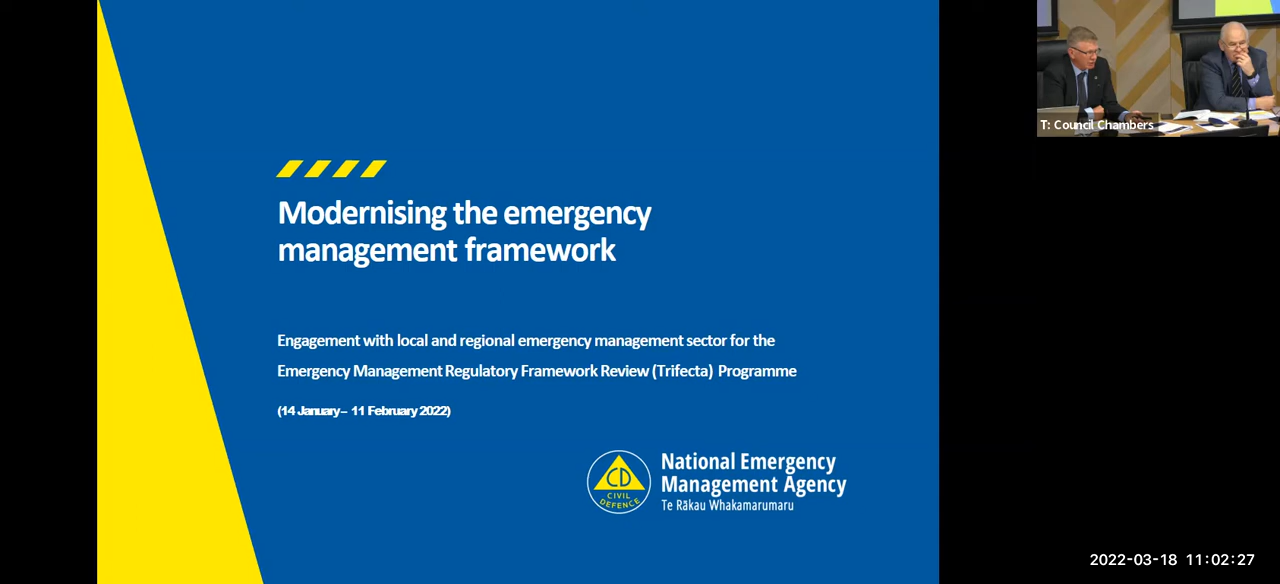 T: Council Chambers
Modernising the emergency
management framework
Engagement with local and regional emergency management sector for the
Emergency Management Regulatory Framework Review (Trifecta) Programme
(14 January – 11 February 2022)
CD
CIVIL
DEFENCE
National Emergency
Management Agency
Te Rākau Whakamarumaru
2022-03-18 11:02:27